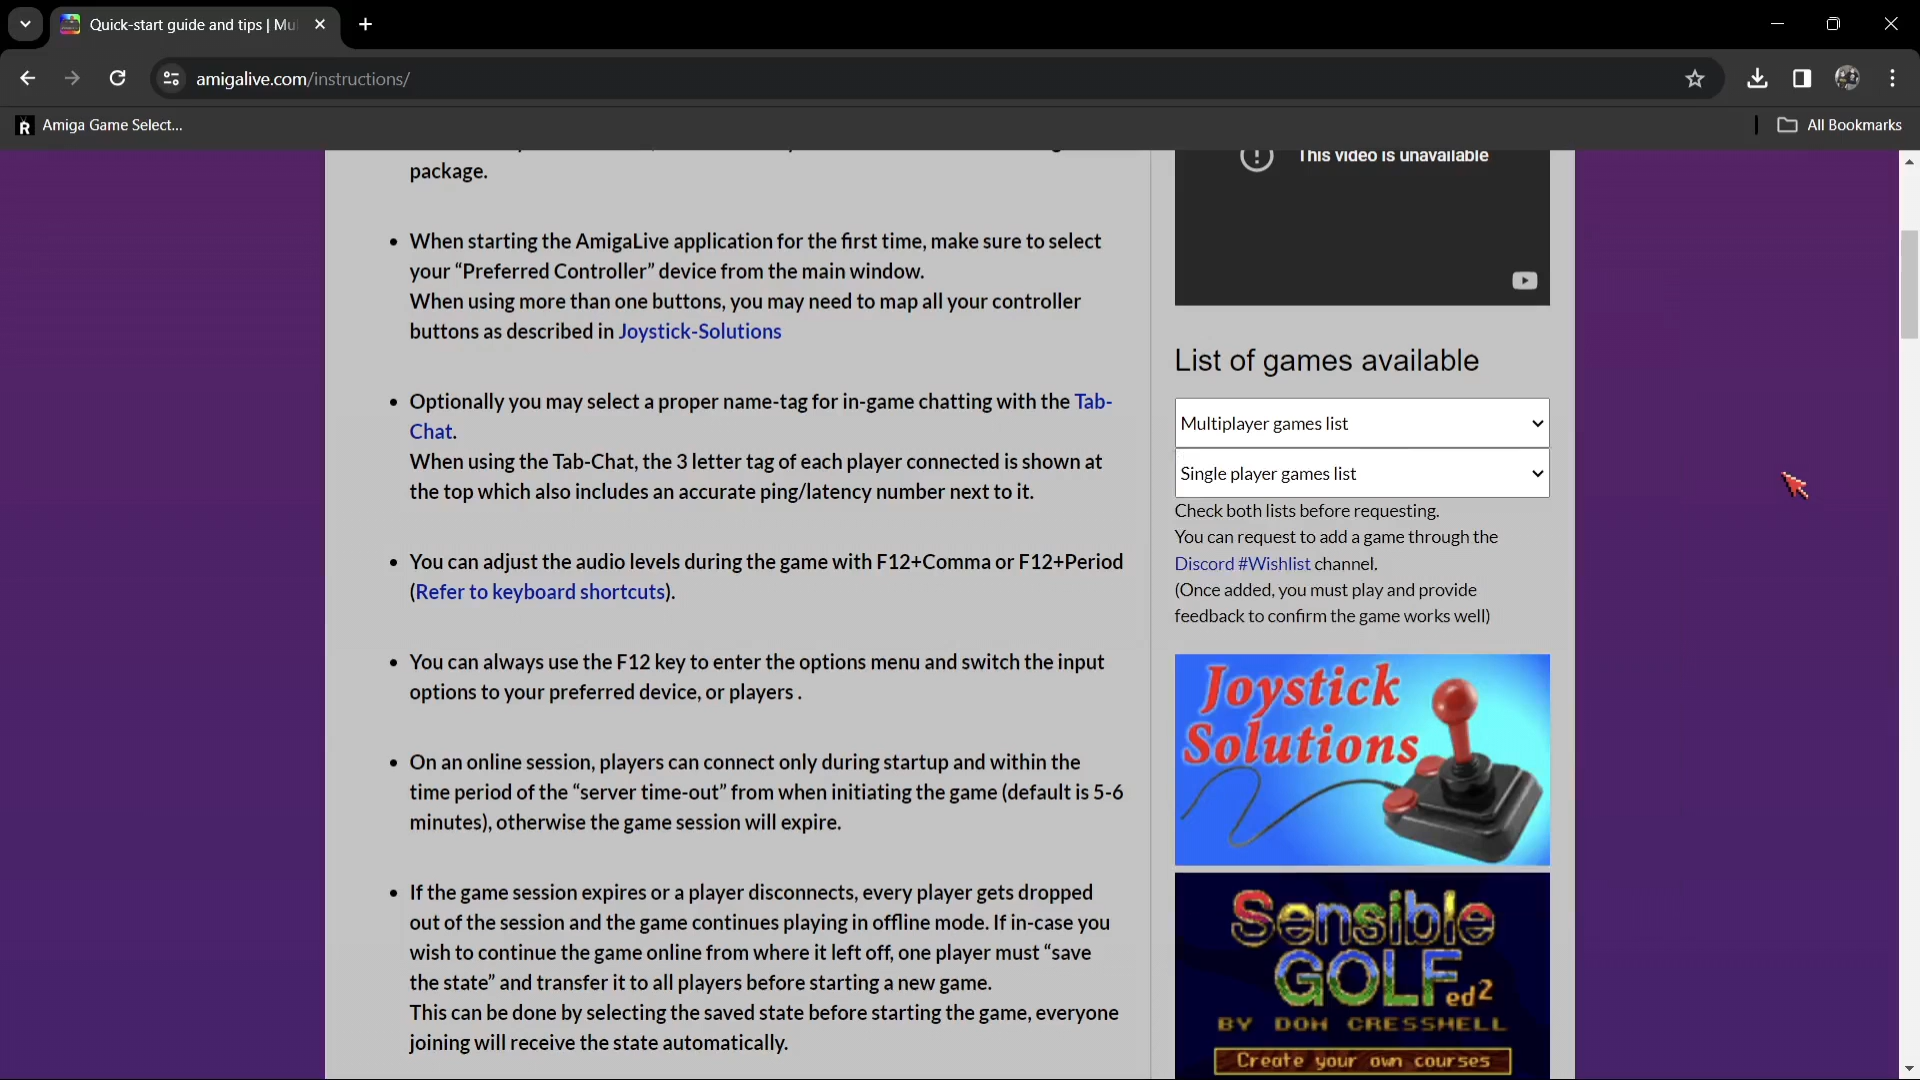 Quick-start guide and tips | Mu
amigalive.com/instructions/
Amiga Game Select...
All Bookmarks
package.
When starting the AmigaLive application for the first time, make sure to select
your “Preferred Controller” device from the main window.
When using more than one buttons, you may need to map all your controller
buttons as described in Joystick-Solutions
Optionally you may select a proper name-tag for in-game chatting with the Tab-
Chat.
When using the Tab-Chat, the 3 letter tag of each player connected is shown at
the top which also includes an accurate ping/latency number next to it.
You can adjust the audio levels during the game with F12+Comma or F12+Period
(Refer to keyboard shortcuts).
You can always use the F12 key to enter the options menu and switch the input
options to your preferred device, or players .
On an online session, players can connect only during startup and within the
time period of the “server time-out” from when initiating the game (default is 5-6
minutes), otherwise the game session will expire.
If the game session expires or a player disconnects, every player gets dropped
out of the session and the game continues playing in offline mode. If in-case you
wish to continue the game online from where it left off, one player must “save
the state” and transfer it to all players before starting a new game.
This can be done by selecting the saved state before starting the game, everyone
joining will receive the state automatically.
This video is unavailable
List of games available
Multiplayer games list
Single player games list
Check both lists before requesting.
You can request to add a game through the
Discord #Wishlist channel.
(Once added, you must play and provide
feedback to confirm the game works well)
Joystick
Solutions
Sensible
GOLF
ed2
BY DOM CRESSWELL
Create your own courses